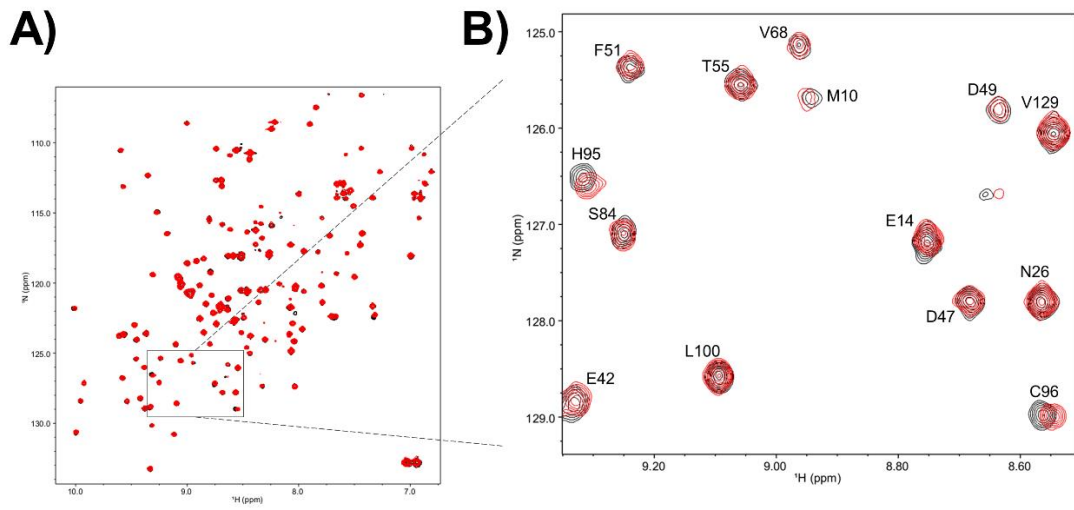 A)
B)
110.0
115.0
120.0
125.0
130.0
¹N (ppm)
10.0 9.0 8.0 7.0
¹H (ppm)
125.0
126.0
127.0
128.0
129.0
¹N (ppm)
9.20 9.00 8.80 8.60
¹H (ppm)
V68
F51
T55
M10
D49
V129
H95
S84
E14
N26
D47
L100
E42
C96